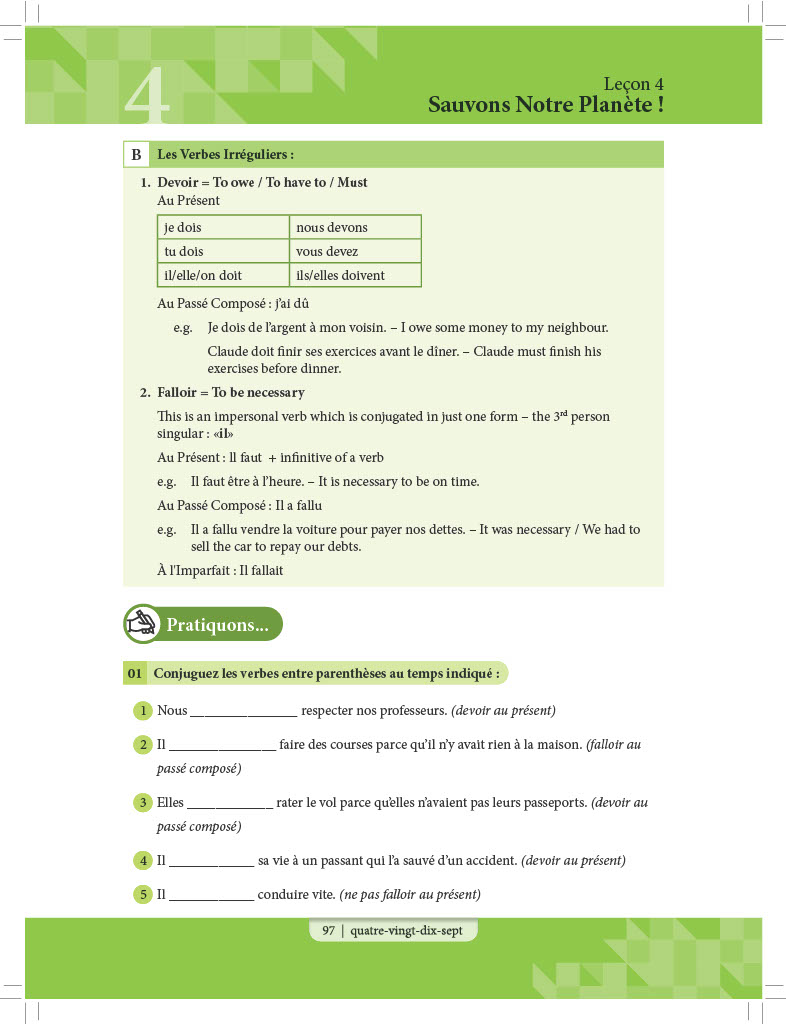 4
Leçon 4
Sauvons Notre Planète !
B Les Verbes Irréguliers :
1. Devoir = To owe / To have to / Must
Au Présent
je dois nous devons
tu dois vous devez
il/elle/on doit ils/elles doivent
Au Passé Composé : j'ai dû
e.g. Je dois de l'argent à mon voisin. – I owe some money to my neighbour.
Claude doit finir ses exercices avant le dîner. – Claude must finish his
exercises before dinner.
2. Falloir = To be necessary
This is an impersonal verb which is conjugated in just one form – the 3rd person
singular : «il»
Au Présent : ll faut + infinitive of a verb
e.g. Il faut être à l'heure. – It is necessary to be on time.
Au Passé Composé : Il a fallu
e.g. Il a fallu vendre la voiture pour payer nos dettes. – It was necessary / We had to
sell the car to repay our debts.
À l'Imparfait : Il fallait
Pratiquons...
01 Conjuguez les verbes entre parenthèses au temps indiqué :
1 Nous _______________ respecter nos professeurs. (devoir au présent)
2 Il _______________ faire des courses parce qu'il n'y avait rien à la maison. (falloir au
passé composé)
3 Elles ____________ rater le vol parce qu'elles n'avaient pas leurs passeports. (devoir au
passé composé)
4 Il ____________ sa vie à un passant qui l'a sauvé d'un accident. (devoir au présent)
5 Il ____________ conduire vite. (ne pas falloir au présent)
97 | quatre-vingt-dix-sept